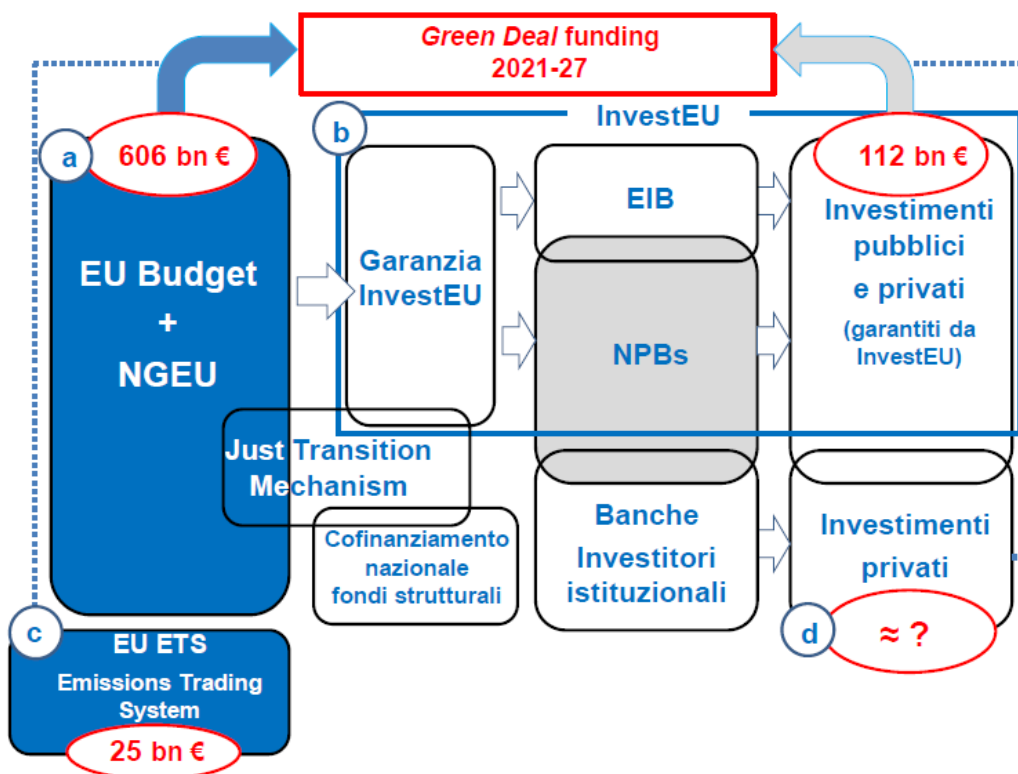 Green Deal funding
2021-27
a
606 bn €
EU Budget
+
NGEU
b
InvestEU
Garanzia
InvestEU
EIB
NPBs
112 bn €
Investimenti
pubblici
e privati
(garantiti da
InvestEU)
Just Transition
Mechanism
Cofinanziamento
nazionale
fondi strutturali
Banche
Investitori
istituzionali
Investimenti
privati
d
≈ ?
c
EU ETS
Emissions Trading
System
25 bn €